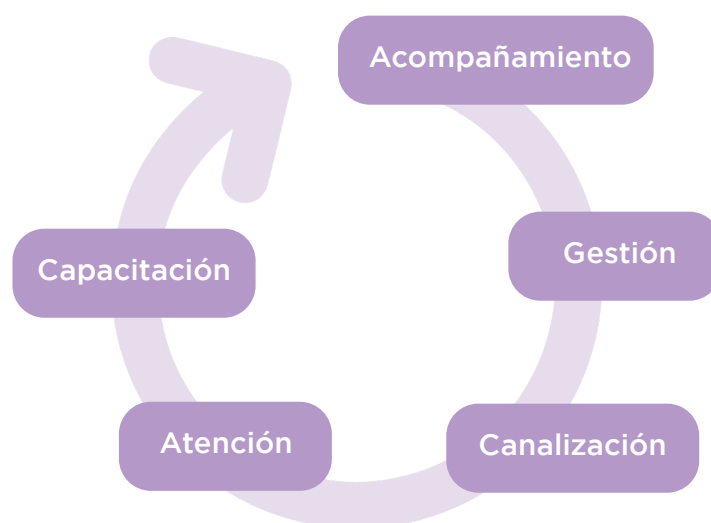 Acompañamiento
Gestión
Canalización
Atención
Capacitación